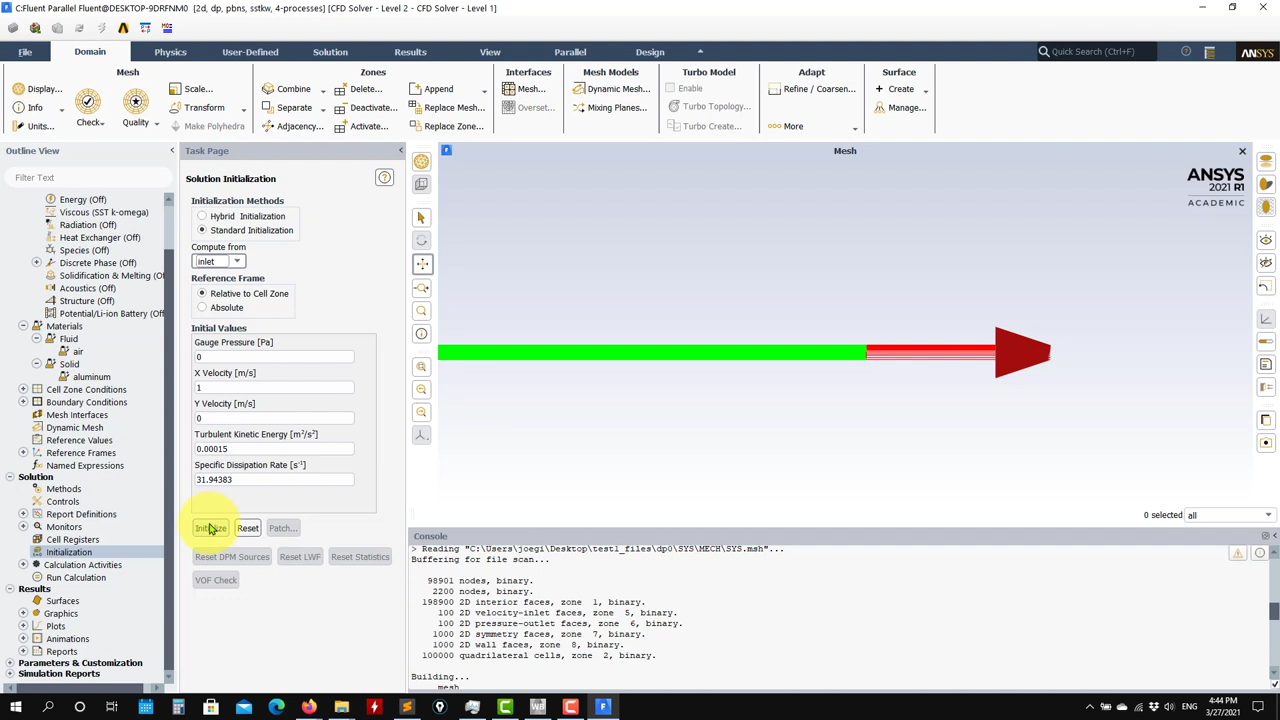 C:Fluent Parallel Fluent@DESKTOP-9DRFNM0 [2d, dp, pbns, sstkw, 4-processes] [CFD Solver - Level 2 - CFD Solver - Level 1]
File Domain Physics User-Defined Solution Results View Parallel Design Quick Search (Ctrl+F) ANSYS
Mesh Zones Interfaces Mesh Models Turbo Model Adapt Surface
Display... Scale... Combine Delete... Append Mesh... Dynamic Mesh... Enable Refine / Coarsen... Create
Info Transform Separate Deactivate... Replace Mesh... Overset... Mixing Planes... Turbo Topology... Manage...
Units... Check Quality Make Polyhedra Adjacency... Activate... Replace Zone... Turbo Create... More
Outline View
Filter Text
Energy (Off)
Viscous (SST k-omega)
Radiation (Off)
Heat Exchanger (Off)
Species (Off)
Discrete Phase (Off)
Solidification & Melting (Off)
Acoustics (Off)
Structure (Off)
Potential/Li-ion Battery (Off
Materials
Fluid
air
Solid
aluminum
Cell Zone Conditions
Boundary Conditions
Mesh Interfaces
Dynamic Mesh
Reference Values
Reference Frames
Named Expressions
Solution
Methods
Controls
Report Definitions
Monitors
Cell Registers
Initialization
Calculation Activities
Run Calculation
Results
Surfaces
Graphics
Plots
Animations
Reports
Parameters & Customization
Simulation Reports
Task Page
Solution Initialization
Initialization Methods
Hybrid Initialization
Standard Initialization
Compute from
inlet
Reference Frame
Relative to Cell Zone
Absolute
Initial Values
Gauge Pressure [Pa]
0
X Velocity [m/s]
1
Y Velocity [m/s]
0
Turbulent Kinetic Energy [m²/s²]
0.00015
Specific Dissipation Rate [s⁻¹]
31.94383
Initialize Reset Patch...
Reset DPM Sources Reset LWF Reset Statistics
VOF Check
Mesh
ANSYS
2021 R1
ACADEMIC
0 selected all
Console
> Reading "C:\Users\joegi\Desktop\test1_files\dp0\SYS\MECH\SYS.msh"...
Buffering for file scan...
98901 nodes, binary.
2200 nodes, binary.
198900 2D interior faces, zone 1, binary.
100 2D velocity-inlet faces, zone 5, binary.
100 2D pressure-outlet faces, zone 6, binary.
1000 2D symmetry faces, zone 7, binary.
1000 2D wall faces, zone 8, binary.
100000 quadrilateral cells, zone 2, binary.
Building...
mesh
ENG
4:44 PM
3/27/2021